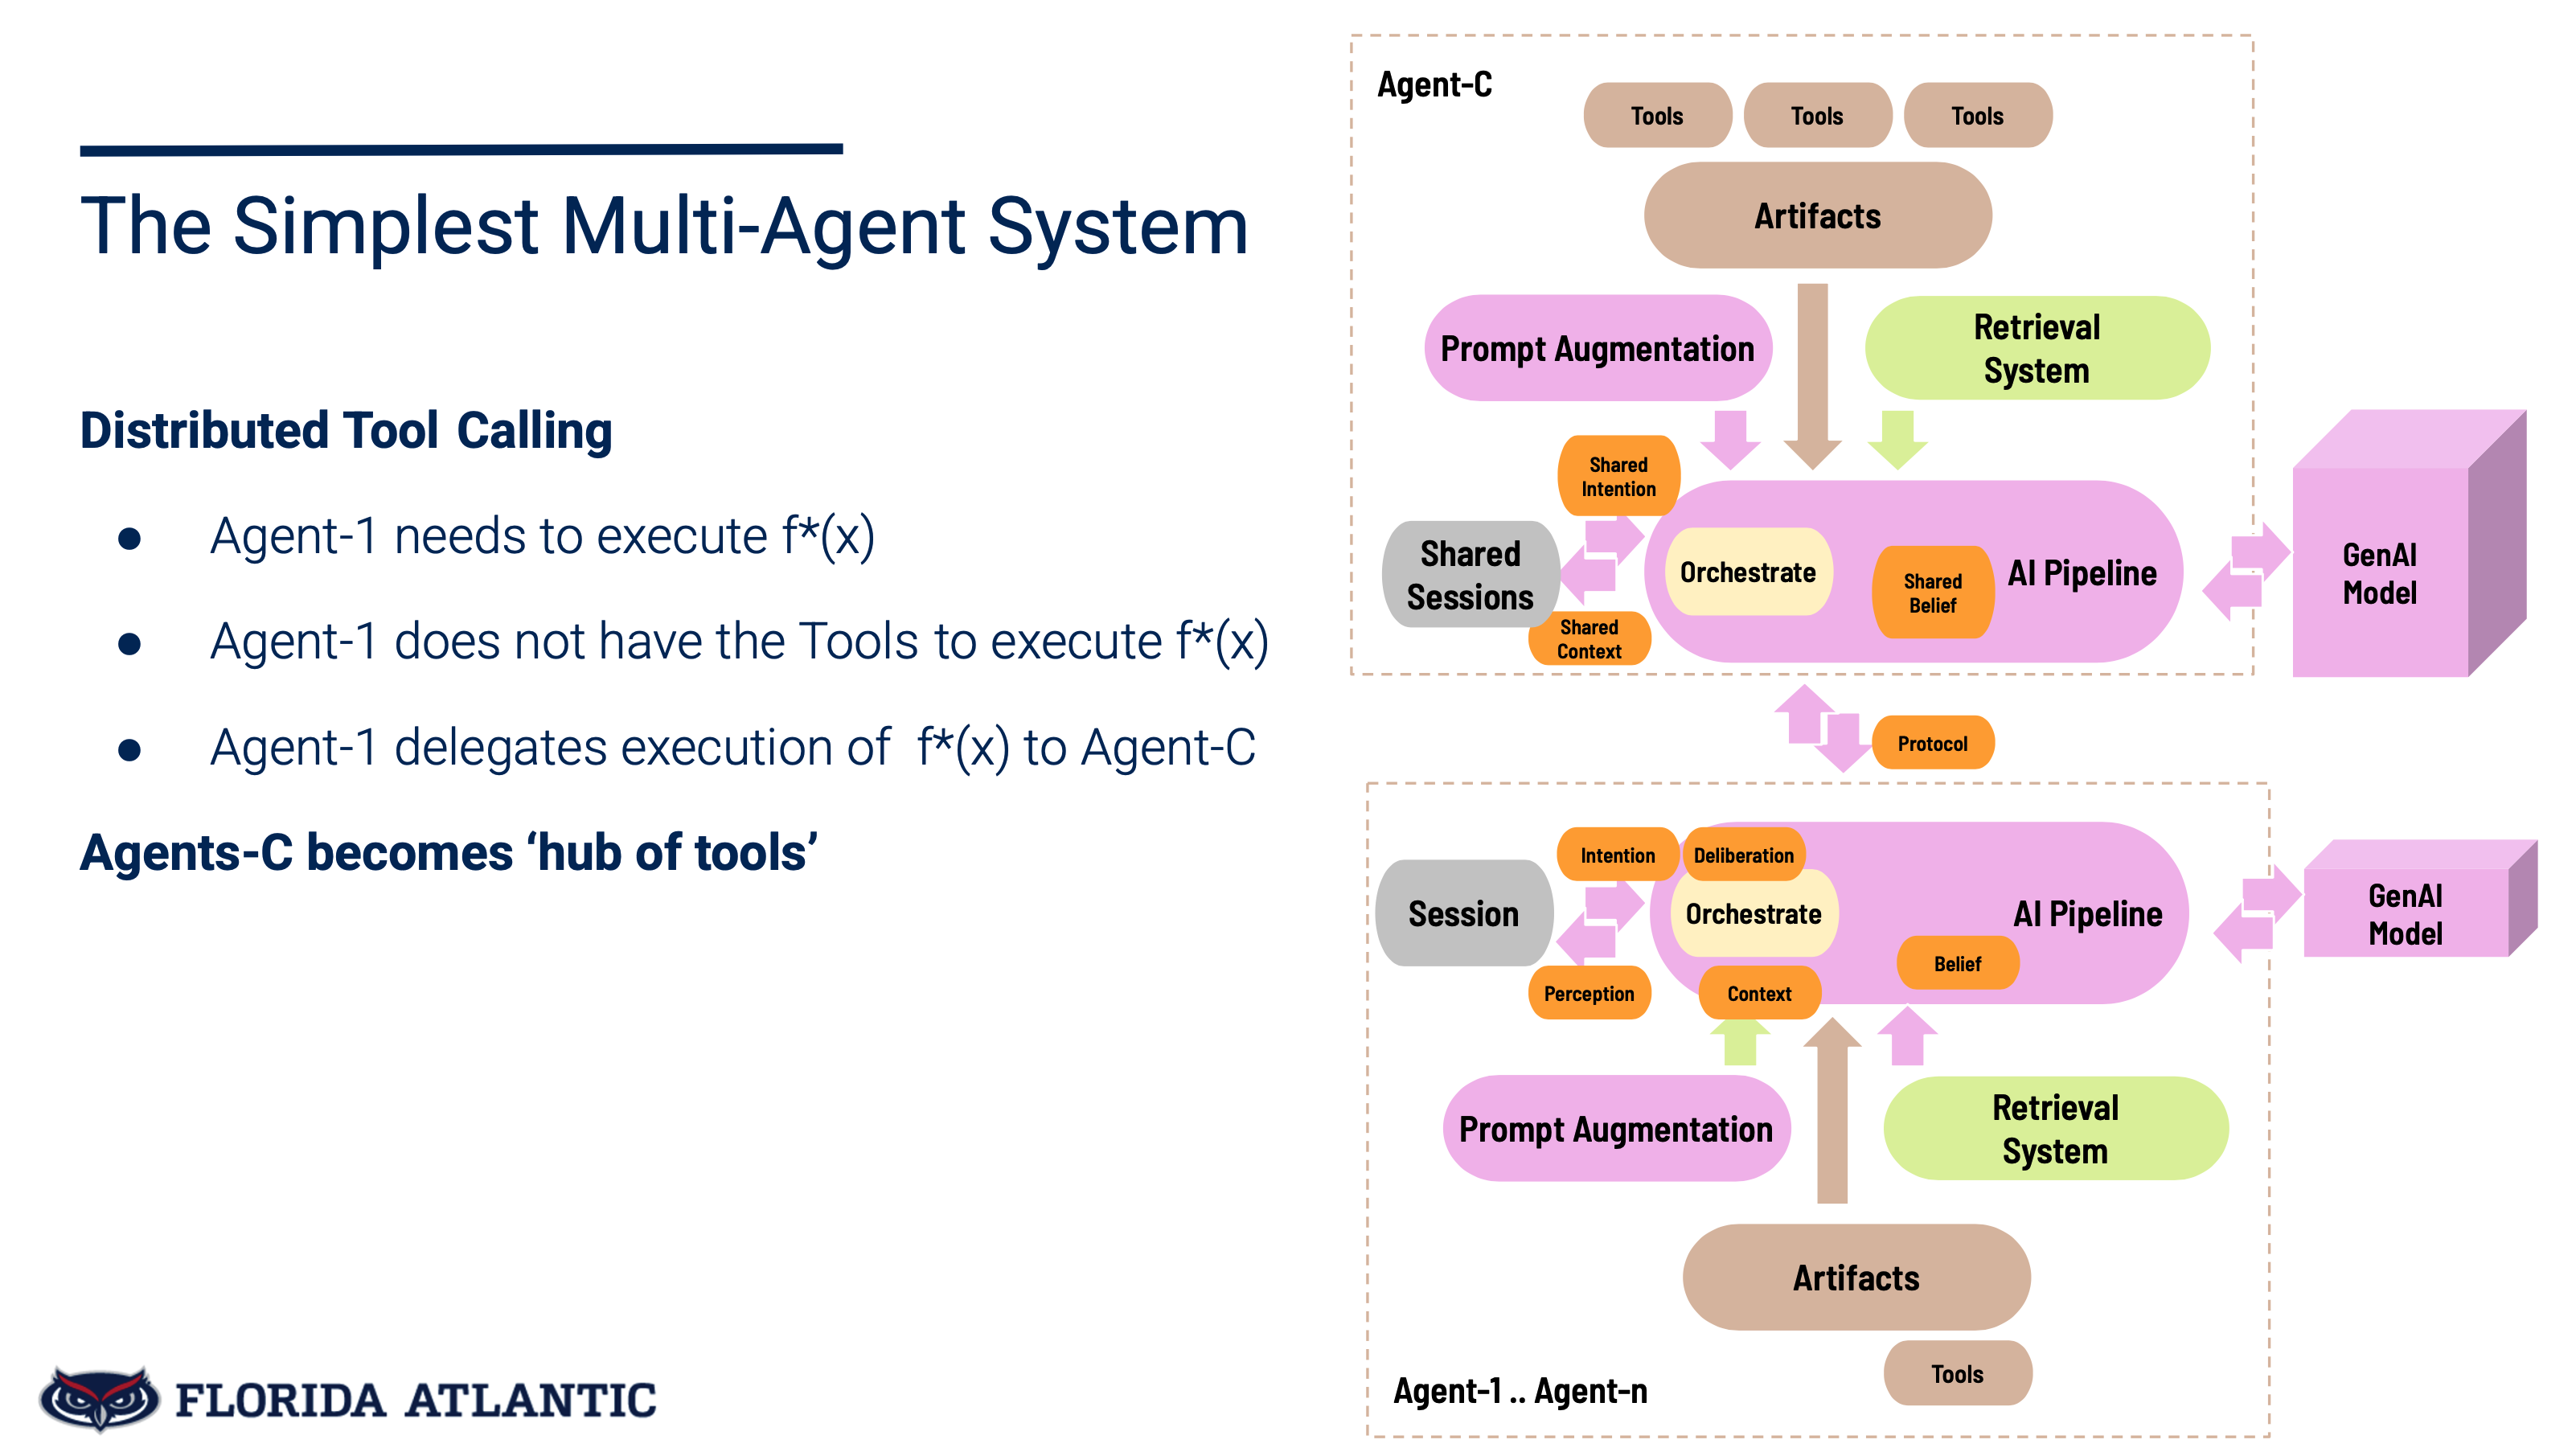 The Simplest Multi-Agent System
Distributed Tool Calling
● Agent-1 needs to execute f*(x)
● Agent-1 does not have the Tools to execute f*(x)
● Agent-1 delegates execution of  f*(x) to Agent-C
Agents-C becomes ‘hub of tools’
FLORIDA ATLANTIC
Agent-C
Tools
Tools
Tools
Artifacts
Prompt Augmentation
Retrieval
System
Shared
Intention
Shared
Sessions
Shared
Context
Orchestrate
Shared
Belief
AI Pipeline
GenAI
Model
Protocol
Intention
Deliberation
Session
Orchestrate
AI Pipeline
GenAI
Model
Belief
Perception
Context
Prompt Augmentation
Retrieval
System
Artifacts
Tools
Agent-1 .. Agent-n